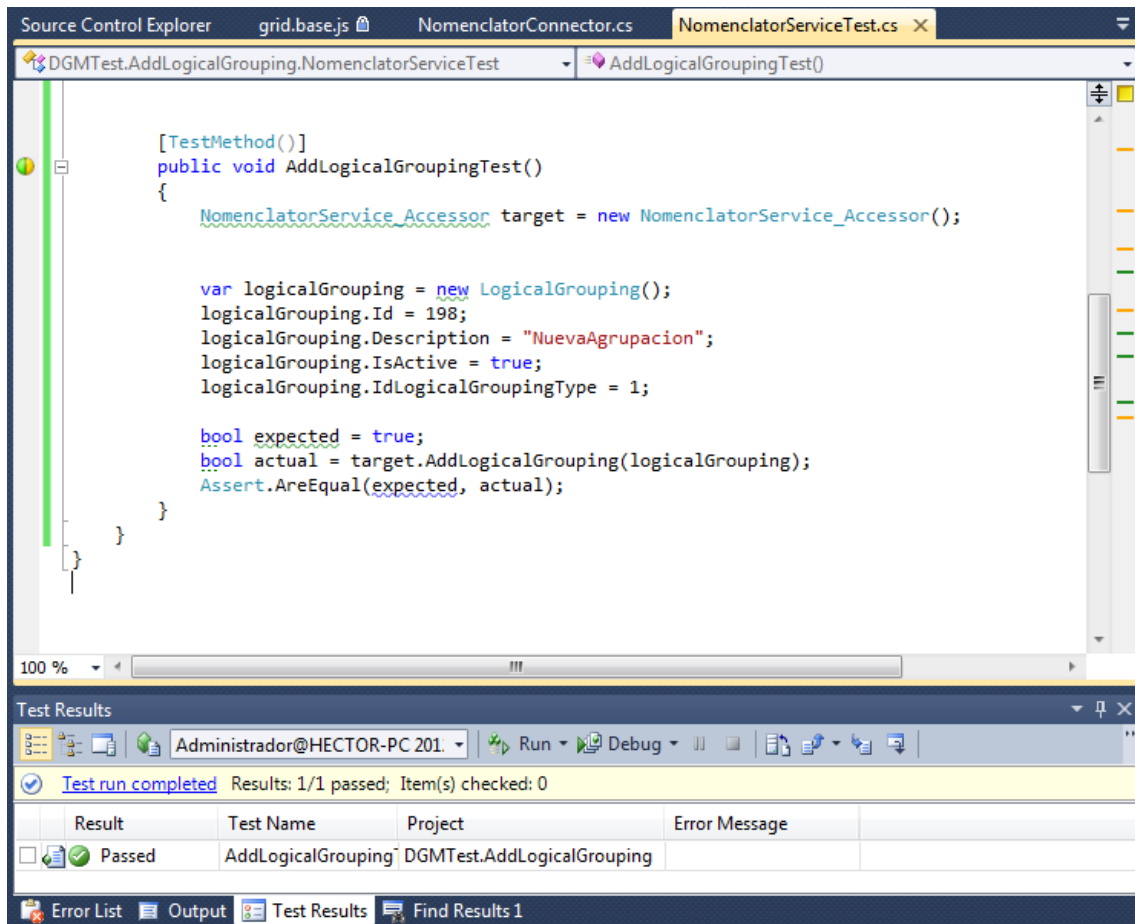 Source Control Explorer grid.base.js NomenclatorConnector.cs NomenclatorServiceTest.cs
DGMTest.AddLogicalGrouping.NomenclatorServiceTest AddLogicalGroupingTest()
[TestMethod()]
public void AddLogicalGroupingTest()
{
NomenclatorService_Accessor target = new NomenclatorService_Accessor();
var logicalGrouping = new LogicalGrouping();
logicalGrouping.Id = 198;
logicalGrouping.Description = "NuevaAgrupacion";
logicalGrouping.IsActive = true;
logicalGrouping.IdLogicalGroupingType = 1;
bool expected = true;
bool actual = target.AddLogicalGrouping(logicalGrouping);
Assert.AreEqual(expected, actual);
}
}
}
100 %
Test Results
Administrador@HECTOR-PC 201 Run Debug
Test run completed Results: 1/1 passed; Item(s) checked: 0
Result Test Name Project Error Message
Passed AddLogicalGrouping DGMTest.AddLogicalGrouping
Error List Output Test Results Find Results 1